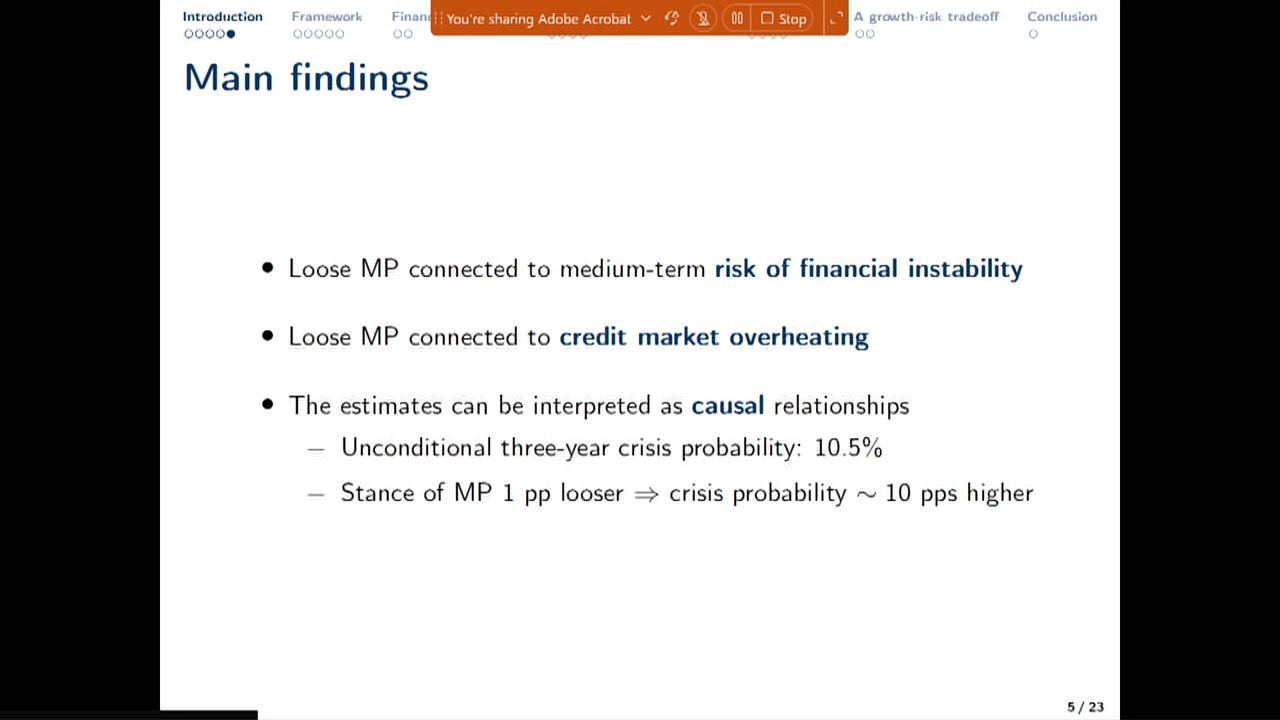 Introduction Framework Finan You're sharing Adobe Acrobat Stop A growth-risk tradeoff Conclusion
Main findings
• Loose MP connected to medium-term risk of financial instability
• Loose MP connected to credit market overheating
• The estimates can be interpreted as causal relationships
– Unconditional three-year crisis probability: 10.5%
– Stance of MP 1 pp looser ⇒ crisis probability ∼ 10 pps higher
5 / 23